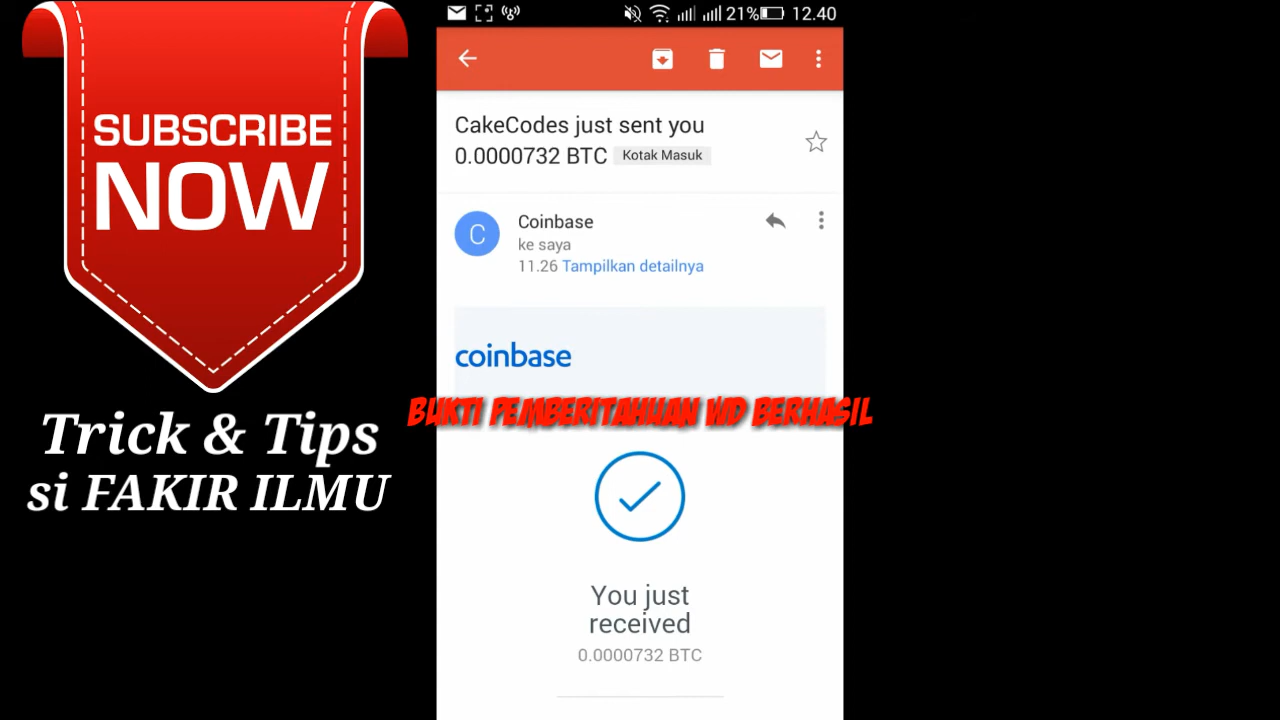 SUBSCRIBE
NOW
Trick & Tips
si FAKIR ILMU
21% 12.40
CakeCodes just sent you
0.0000732 BTC Kotak Masuk
C
Coinbase
ke saya
11.26 Tampilkan detailnya
coinbase
BUKTI PEMBERITAHUAN WD BERHASIL
You just
received
0.0000732 BTC